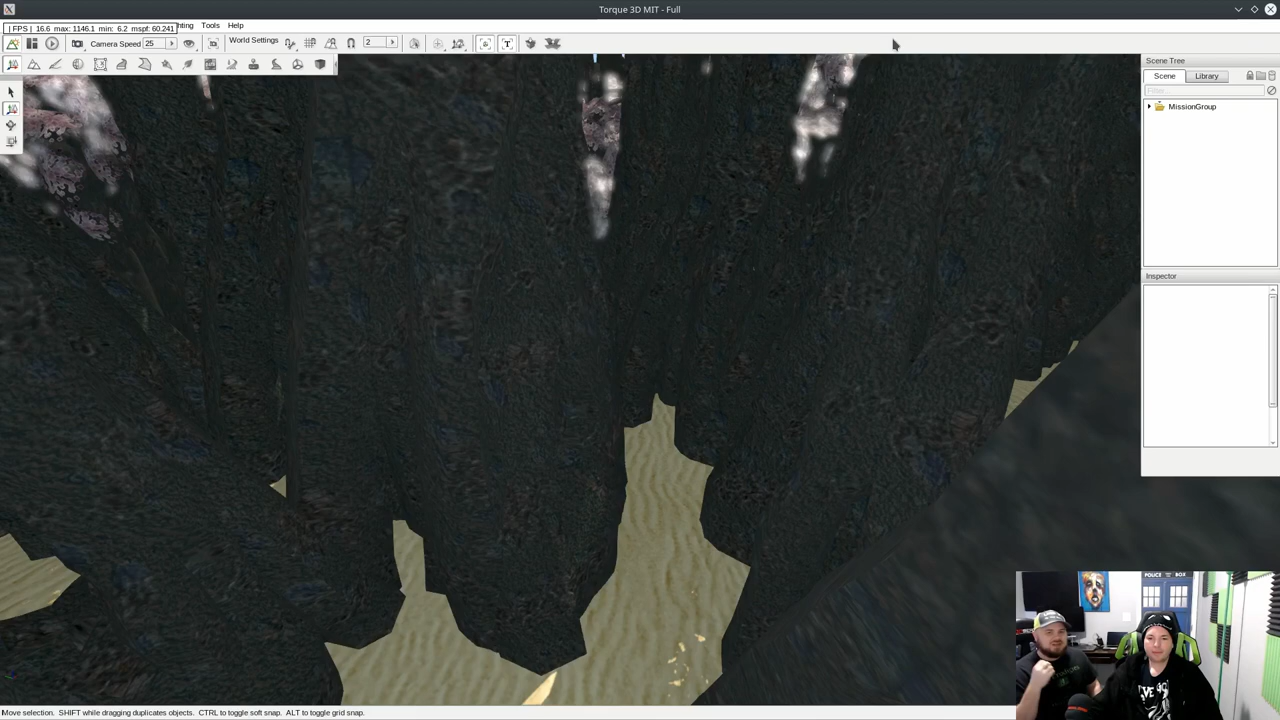 Torque 3D MIT - Full
| FPS | 16.6 max: 1146.1 min: 6.2 mspf: 60.241
hting Tools Help
Camera Speed 25
World Settings
2
T
Scene Tree
Scene Library
Filter...
MissionGroup
Inspector
POLICE BOX
Move selection. SHIFT while dragging duplicates objects. CTRL to toggle soft snap. ALT to toggle grid snap.